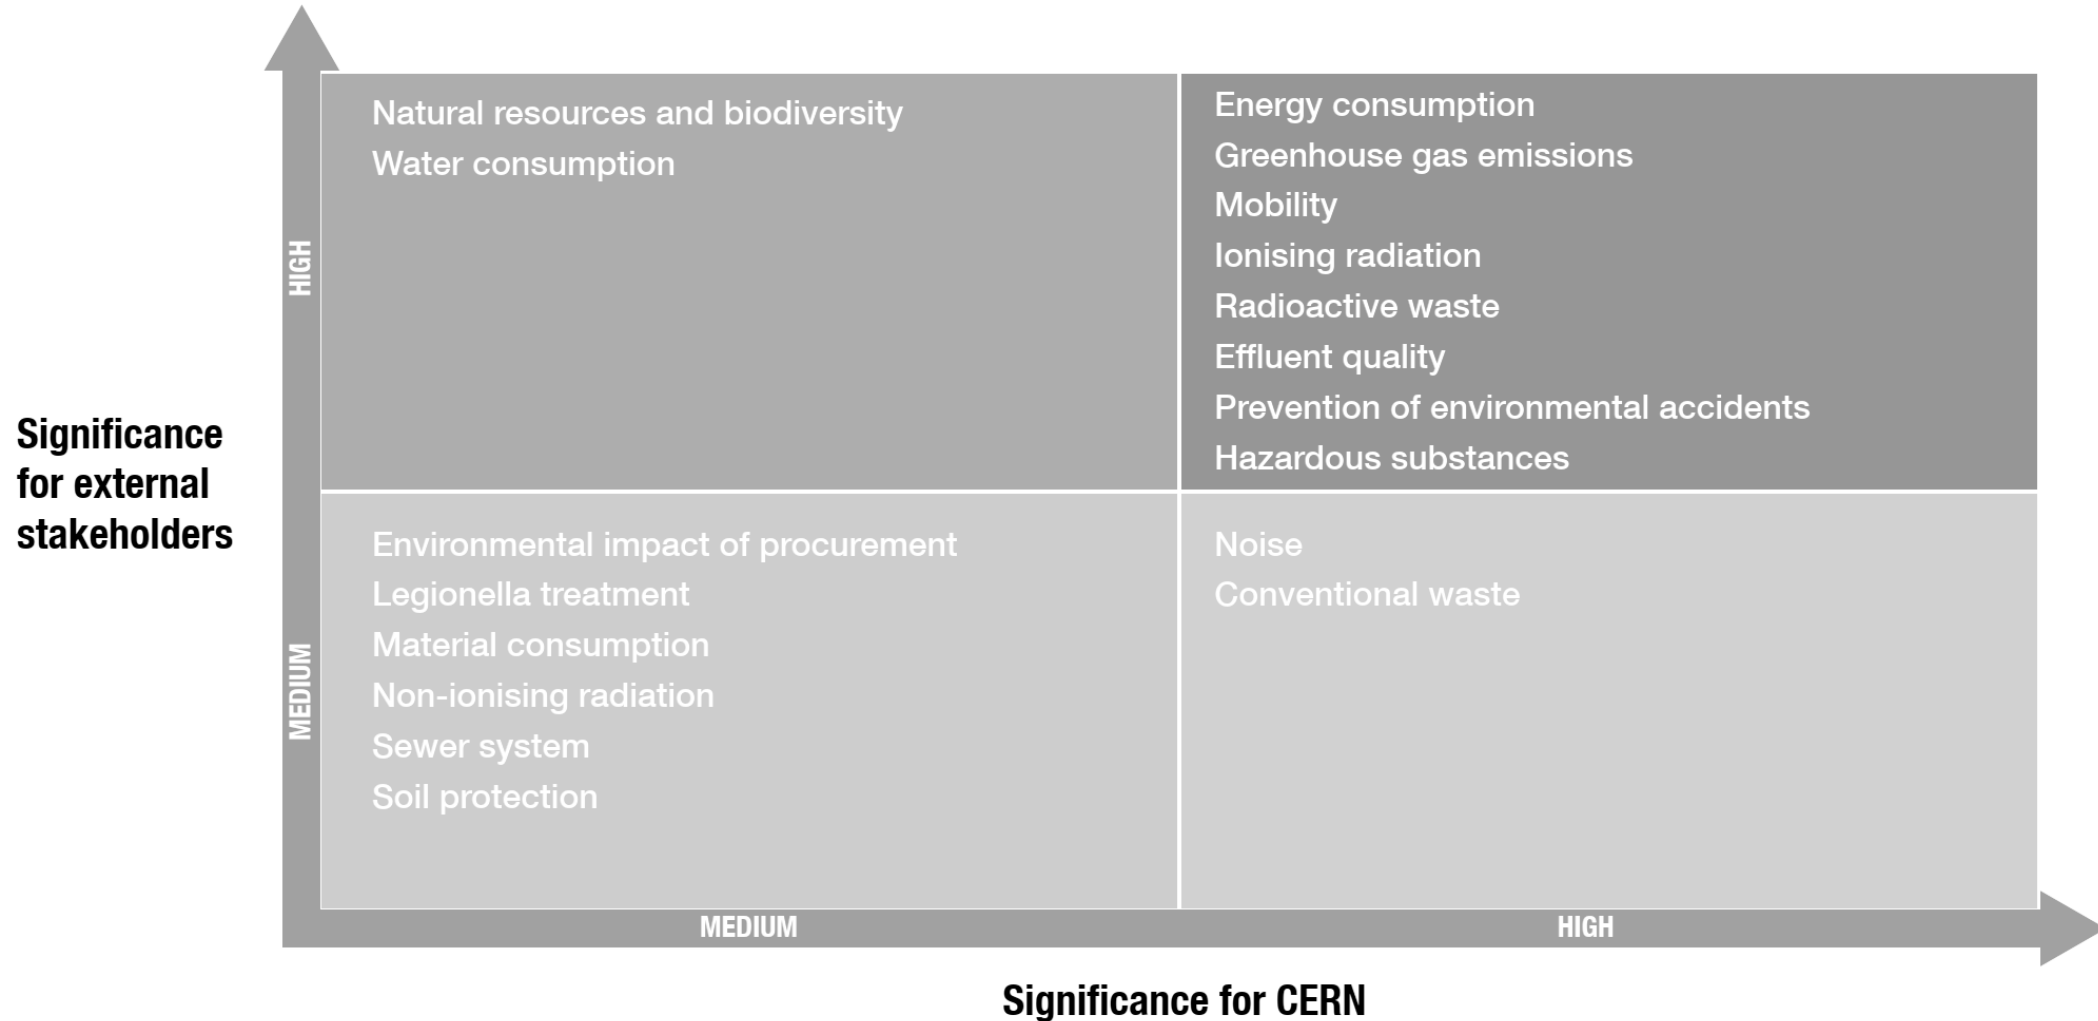 Significance
for external
stakeholders
HIGH
MEDIUM
Natural resources and biodiversity
Water consumption
Energy consumption
Greenhouse gas emissions
Mobility
Ionising radiation
Radioactive waste
Effluent quality
Prevention of environmental accidents
Hazardous substances
Environmental impact of procurement
Legionella treatment
Material consumption
Non-ionising radiation
Sewer system
Soil protection
Noise
Conventional waste
MEDIUM
HIGH
Significance for CERN